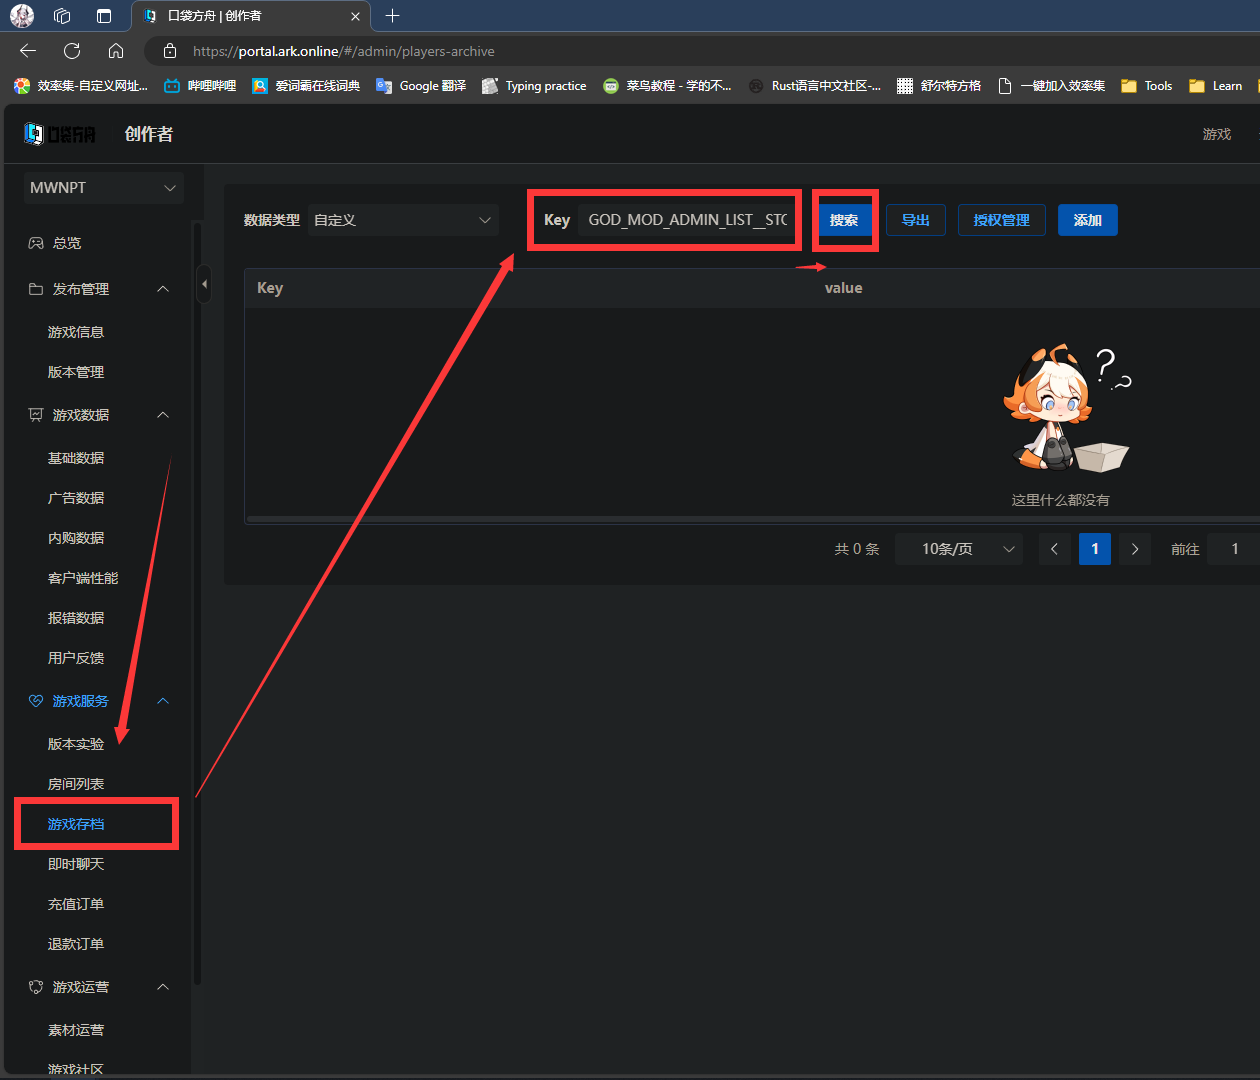 口袋方舟 | 创作者
https://portal.ark.online/#/admin/players-archive
效率集-自定义网址...
哔哩哔哩
爱词霸在线词典
Google 翻译
Typing practice
菜鸟教程 - 学的不...
Rust语言中文社区-...
舒尔特方格
一键加入效率集
Tools
Learn
口袋方舟
创作者
游戏
MWNPT
总览
发布管理
游戏信息
版本管理
游戏数据
基础数据
广告数据
内购数据
客户端性能
报错数据
用户反馈
游戏服务
版本实验
房间列表
游戏存档
即时聊天
充值订单
退款订单
游戏运营
素材运营
游戏社区
数据类型 自定义
Key GOD_MOD_ADMIN_LIST__STO
搜索
导出
授权管理
添加
Key
value
这里什么都没有
共 0 条
10条/页
1
前往
1